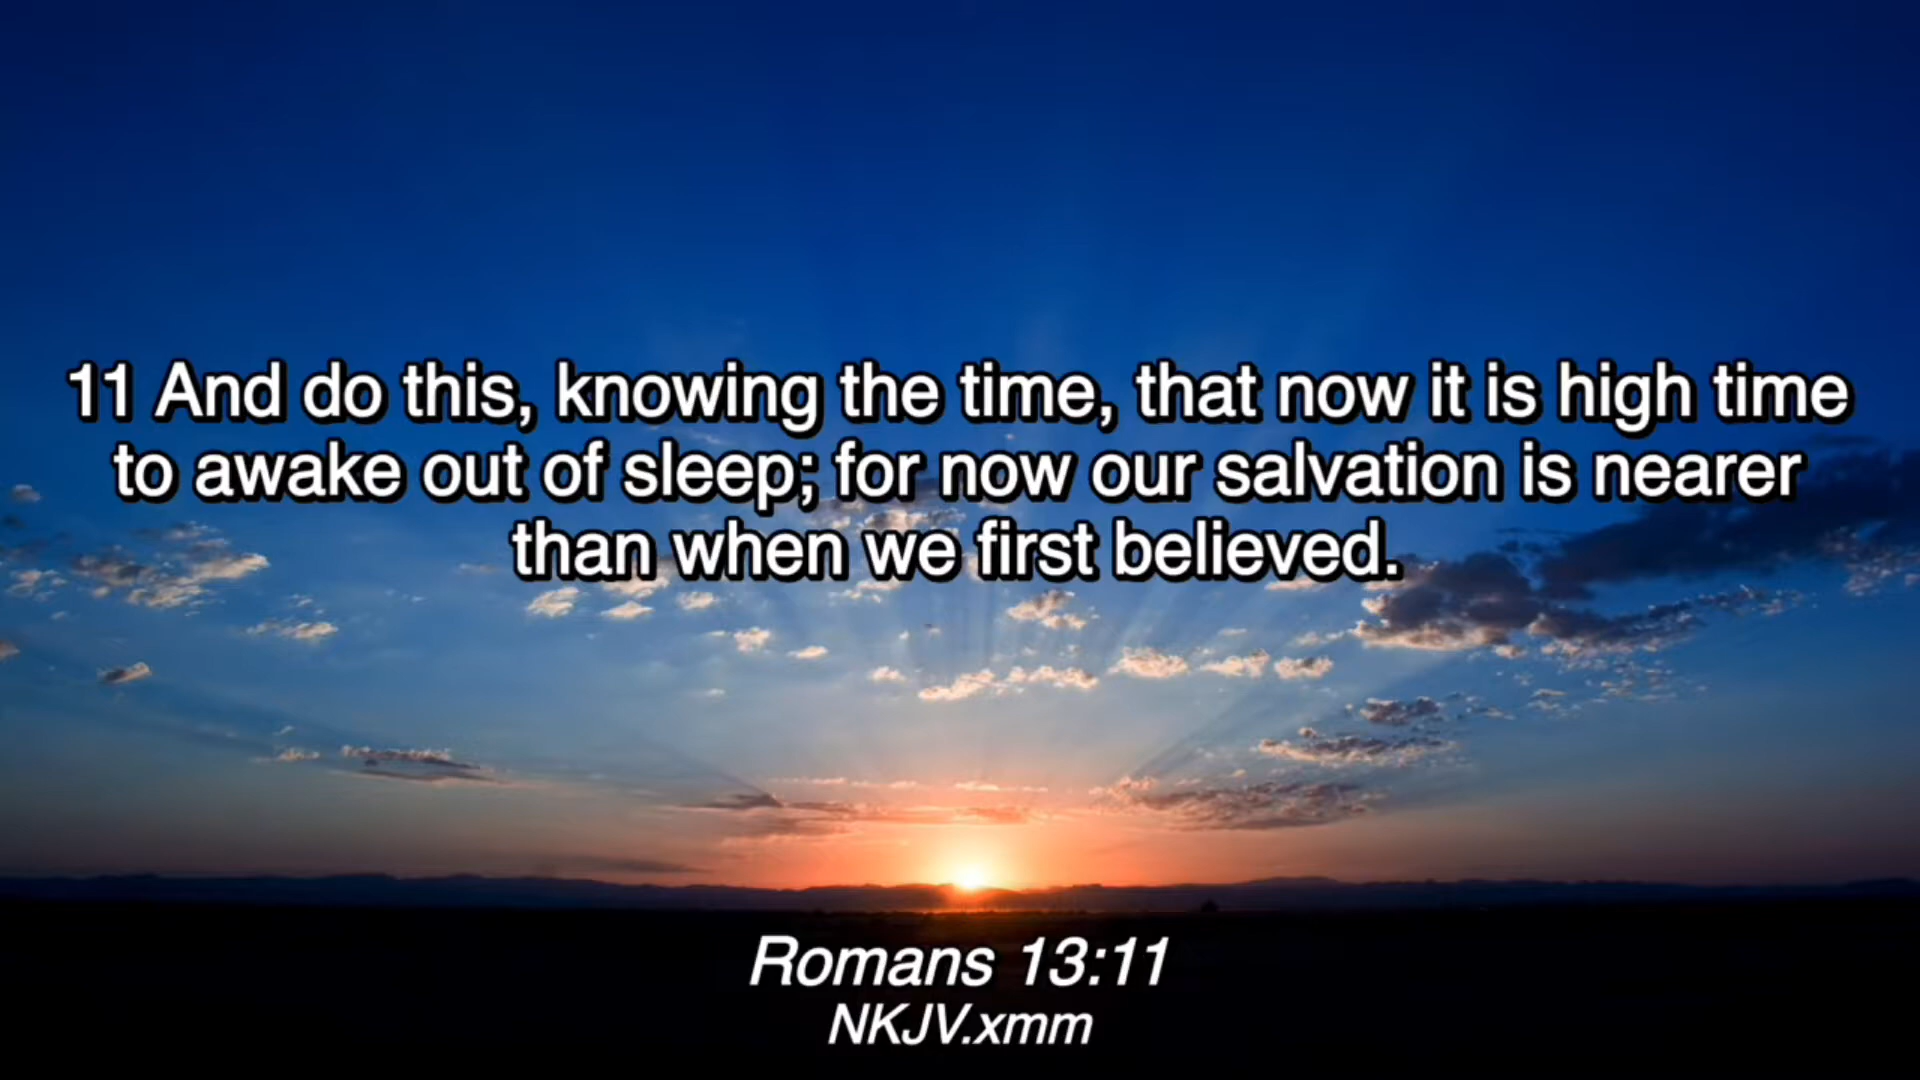 11 And do this, knowing the time, that now it is high time
to awake out of sleep; for now our salvation is nearer
than when we first believed.
Romans 13:11
NKJV.xmm